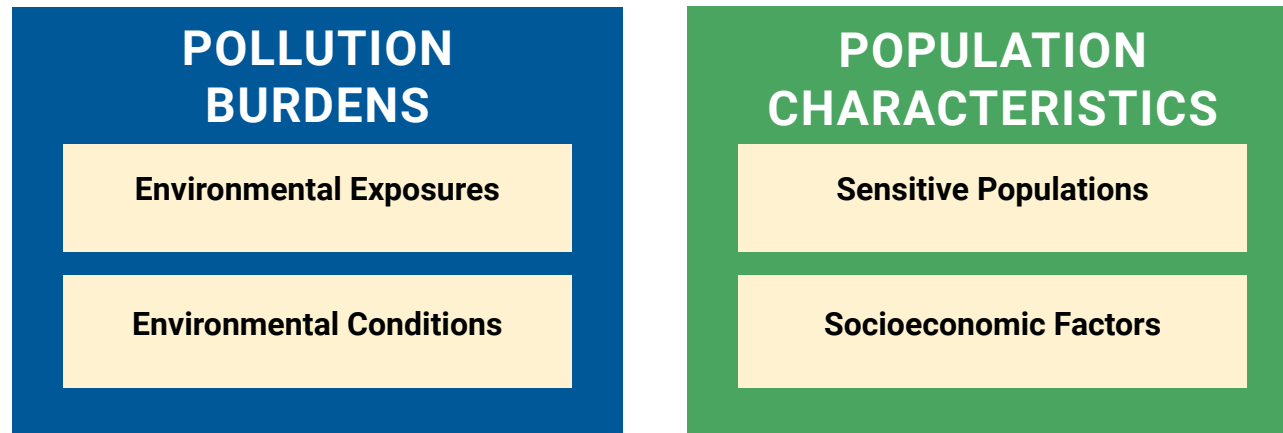 POLLUTION
BURDENS
Environmental Exposures
Environmental Conditions
POPULATION
CHARACTERISTICS
Sensitive Populations
Socioeconomic Factors